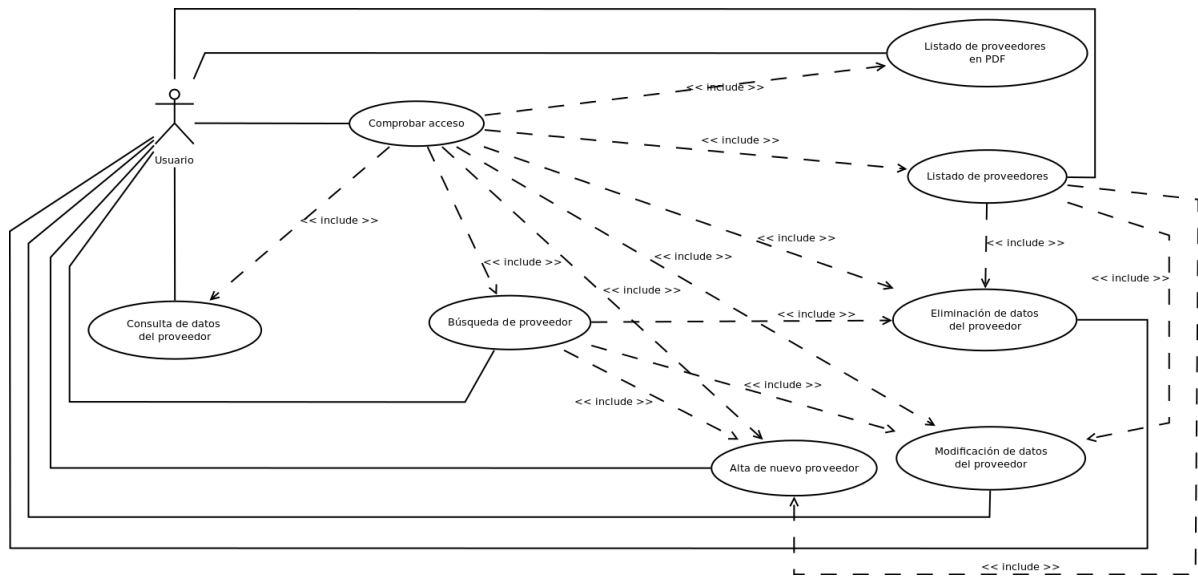 Listado de proveedores
en PDF
<< include >>
Comprobar acceso
<< include >>
Usuario
Listado de proveedores
<< include >>
<< include >>
<< include >>
<< include >>
<< include >>
<< include >>
<< include >>
Consulta de datos
del proveedor
Búsqueda de proveedor
<< include >>
Eliminación de datos
del proveedor
<< include >>
<< include >>
Modificación de datos
del proveedor
Alta de nuevo proveedor
<< include >>